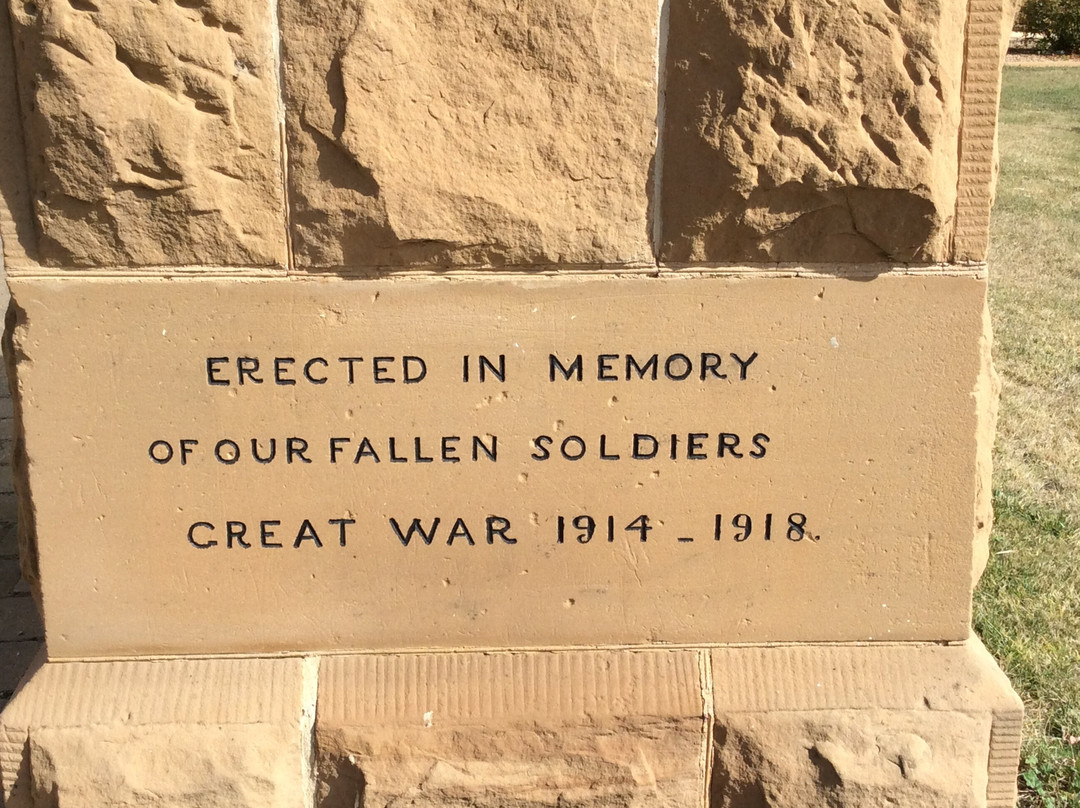 ERECTED IN MEMORY
OF OUR FALLEN SOLDIERS
GREAT WAR 1914 - 1918.